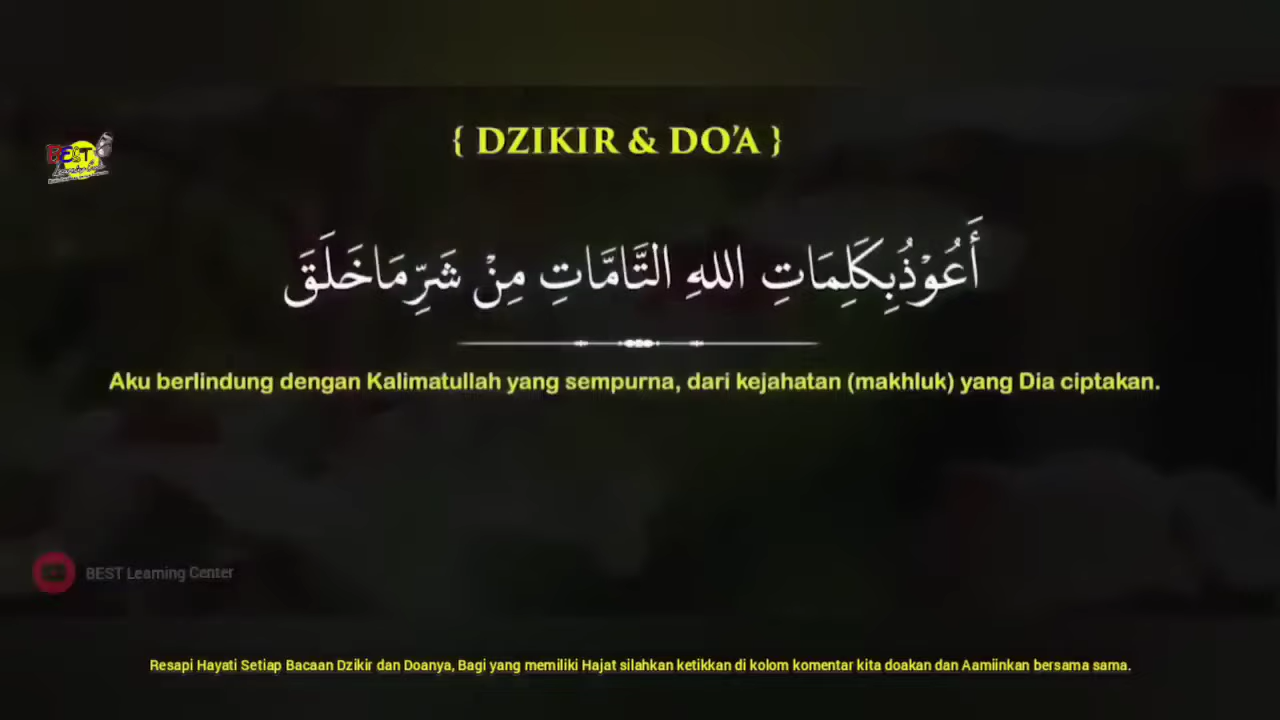 { DZIKIR & DO'A }
BEST
أَعُوْذُبِكَلِمَاتِ اللهِ التَّامَّاتِ مِنْ شَرِّمَاخَلَقَ
Aku berlindung dengan Kalimatullah yang sempurna, dari kejahatan (makhluk) yang Dia ciptakan.
BEST Learning Center
Resapi Hayati Setiap Bacaan Dzikir dan Doanya, Bagi yang memiliki Hajat silahkan ketikkan di kolom komentar kita doakan dan Aamiinkan bersama sama.